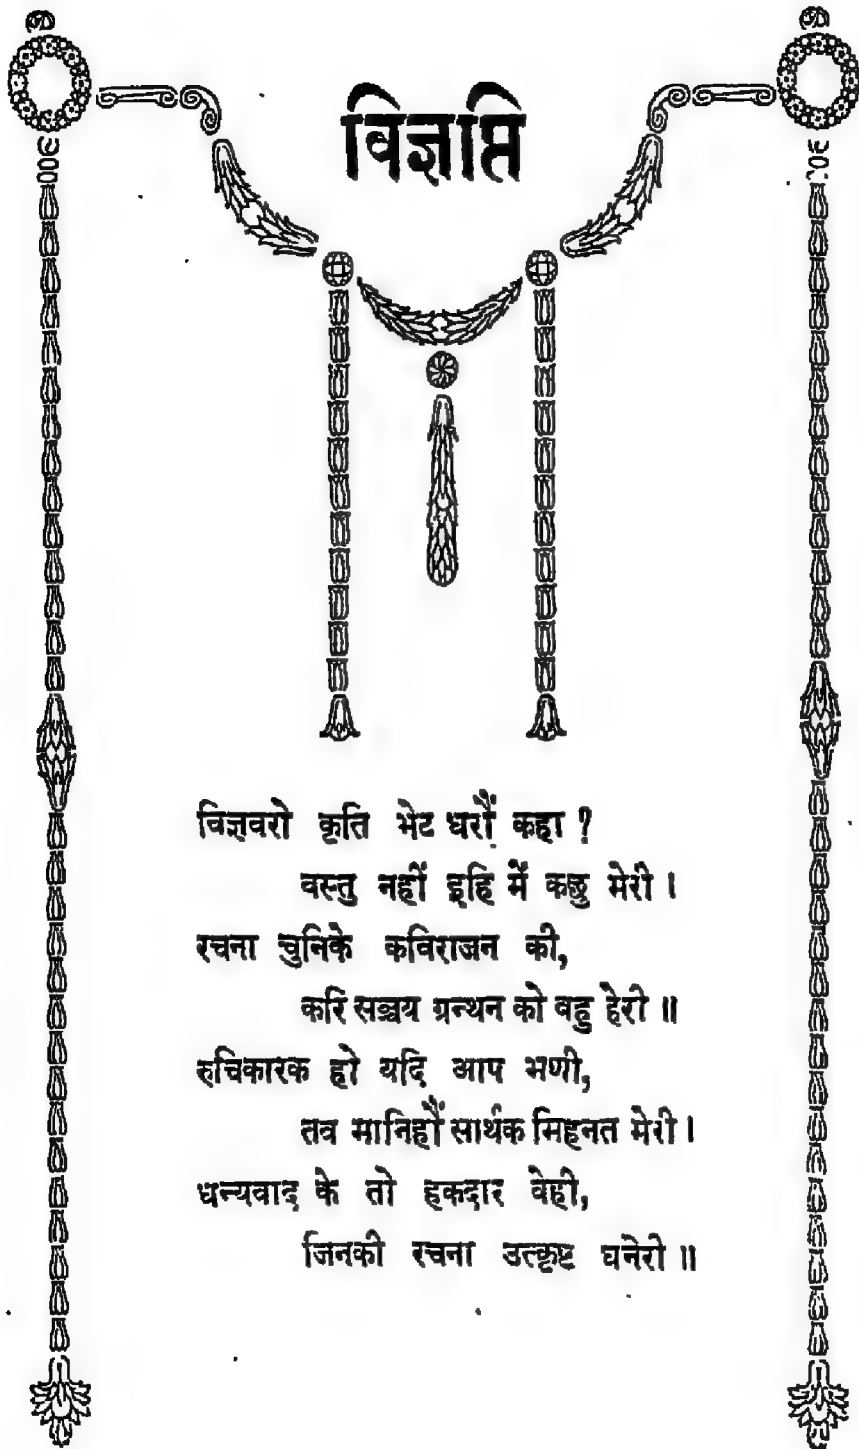 विज्ञप्ति
विज्ञवरो कृति भेट धरौं कहा ?
वस्तु नहीं इहि में कछु मेरी ।
रचना चुनिके कविराजन की,
करि सञ्चय ग्रन्थन को वहु हेरी ॥
रुचिकारक हो यदि आप भणी,
तव मानिहौं सार्थक मिहनत मेरी ।
धन्यवाद के तो हकदार वेही,
जिनकी रचना उत्कृष्ट घनेरी ॥